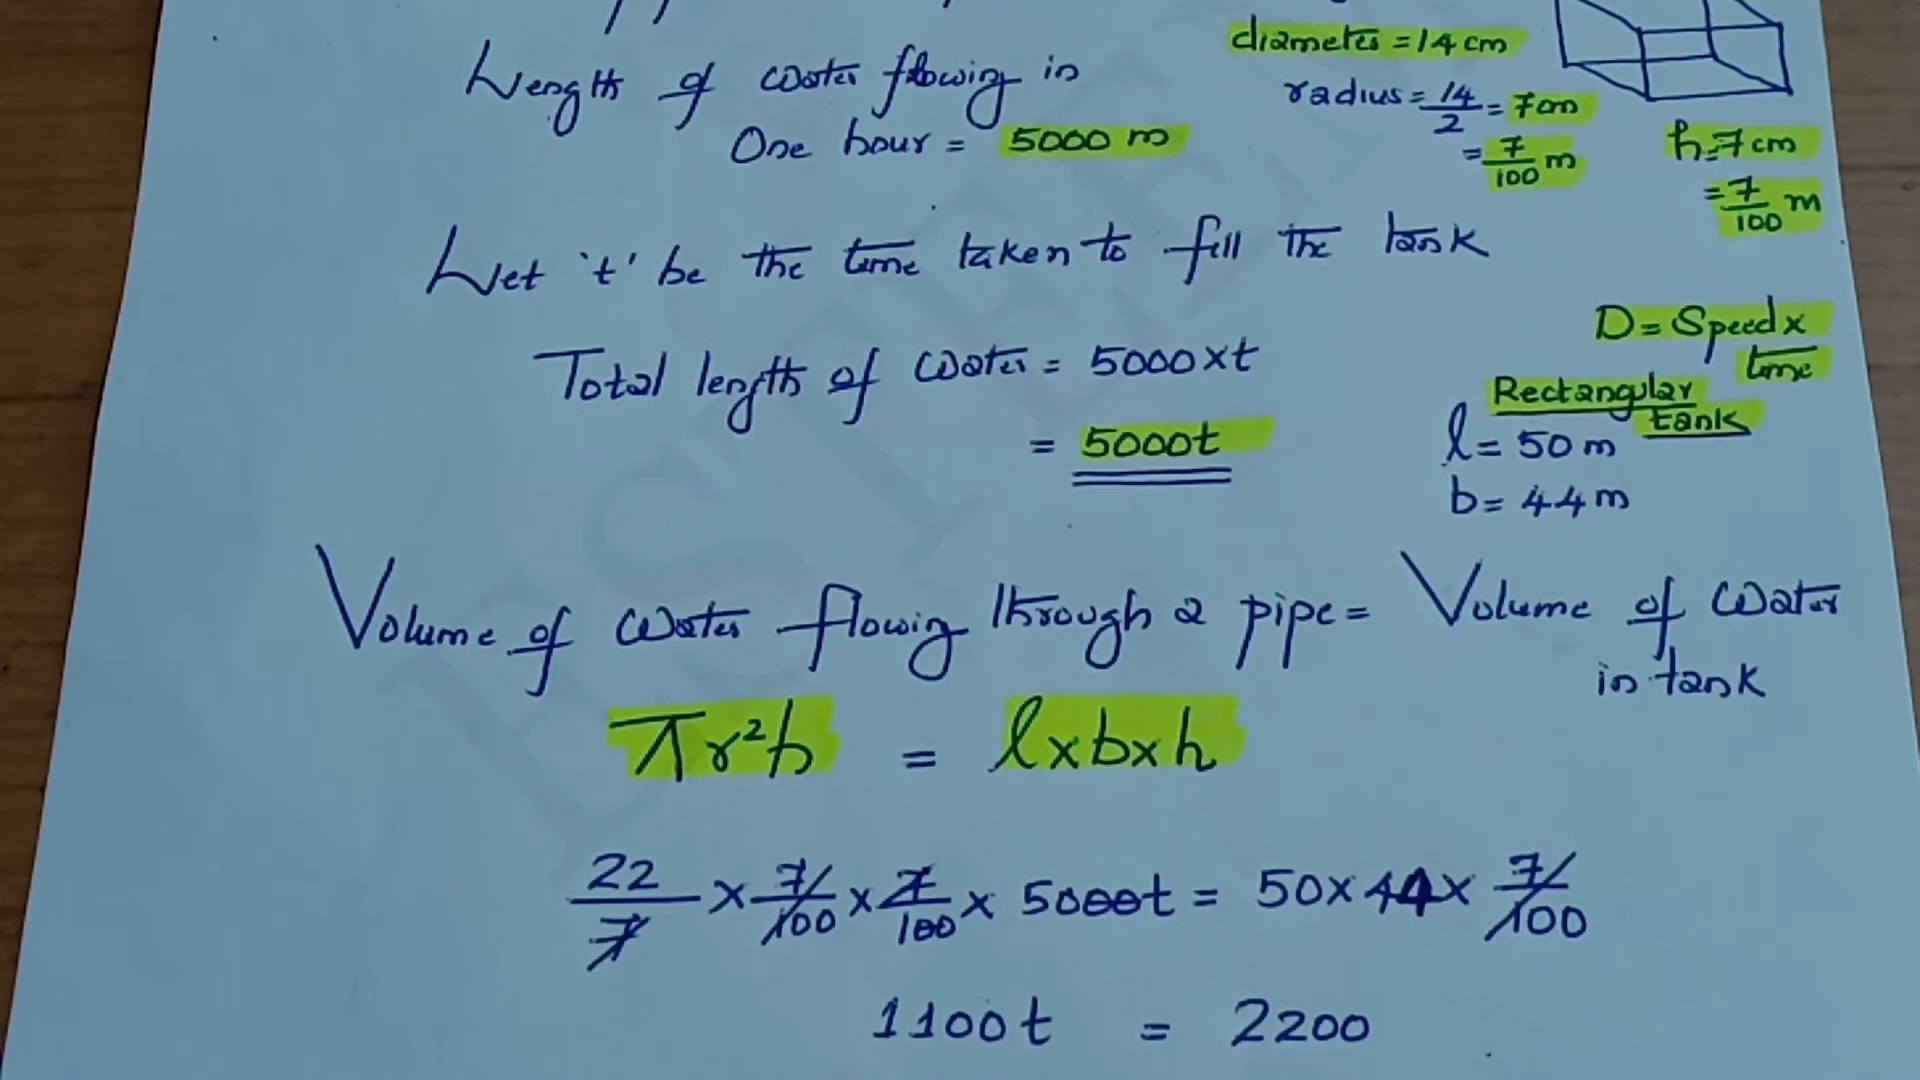 Length of water flowing in
One hour = 5000 m
diameter = 14 cm
radius = 14/2 = 7 cm
= 7/100 m
h = 7 cm
= 7/100 m
Let 't' be the time taken to fill the tank
Total length of water = 5000 x t
= 5000t
D = Speed x
time
Rectangular
tank
l = 50 m
b = 44 m
Volume of water flowing through a pipe = Volume of water
in tank
πr²h = l x b x h
22/7 x 7/100 x 7/100 x 5000t = 50 x 44 x 7/100
1100t = 2200
ESTEEM